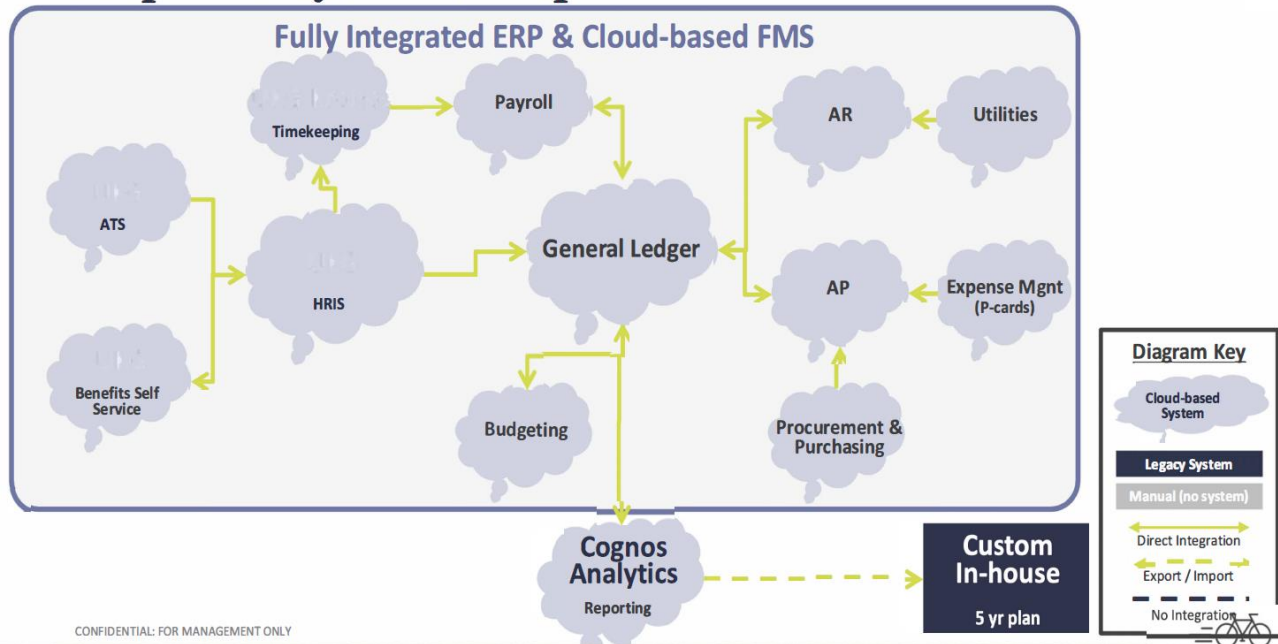 Fully Integrated ERP & Cloud-based FMS
Timekeeping
Payroll
AR
Utilities
ATS
HRIS
General Ledger
AP
Expense Mgnt
(P-cards)
Benefits Self
Service
Budgeting
Procurement &
Purchasing
Cognos
Analytics
Reporting
Custom
In-house
5 yr plan
Diagram Key
Cloud-based
System
Legacy System
Manual (no system)
Direct Integration
Export / Import
No Integration
CONFIDENTIAL: FOR MANAGEMENT ONLY